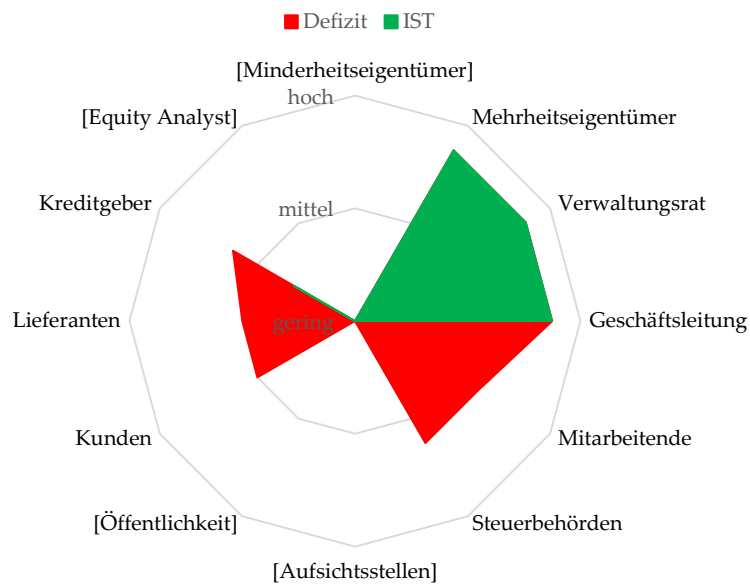 Defizit IST
[Minderheitseigentümer]
hoch
[Equity Analyst]
Mehrheitseigentümer
Kreditgeber
mittel
Verwaltungsrat
Lieferanten
gering
Geschäftsleitung
Kunden
Mitarbeitende
[Öffentlichkeit]
Steuerbehörden
[Aufsichtsstellen]